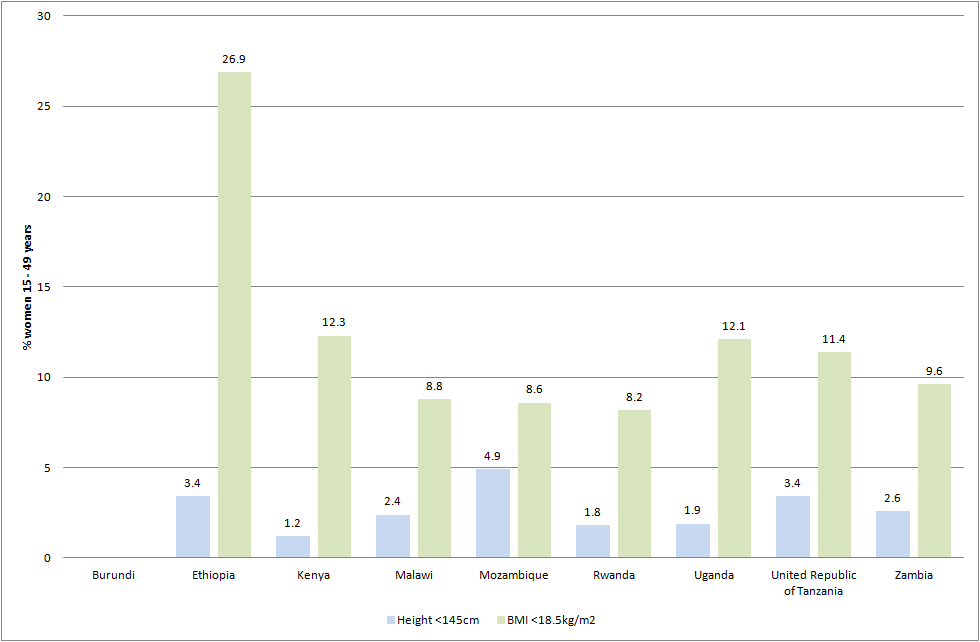 30
25
20
15
10
5
0
% women 15 - 49 years
26.9
12.3
8.8
8.6
8.2
12.1
11.4
9.6
3.4
1.2
2.4
4.9
1.8
1.9
3.4
2.6
Burundi
Ethiopia
Kenya
Malawi
Mozambique
Rwanda
Uganda
United Republic
of Tanzania
Zambia
Height <145cm
BMI <18.5kg/m2